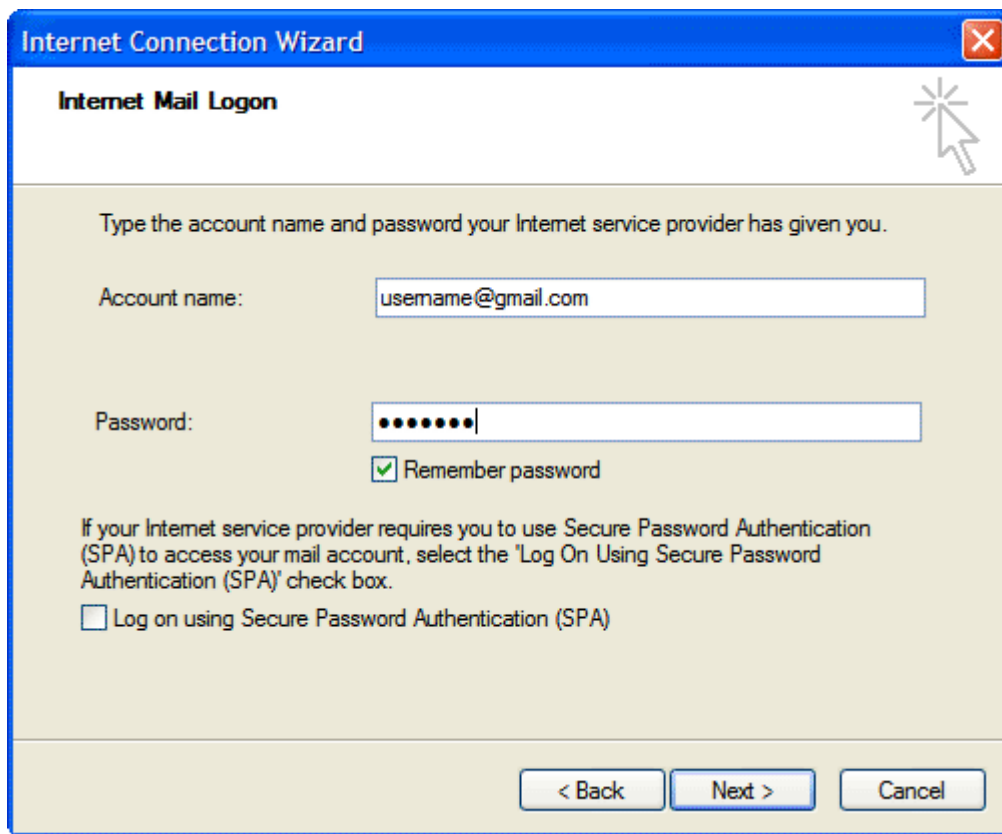 Internet Connection Wizard
Internet Mail Logon
Type the account name and password your Internet service provider has given you.
Account name: username@gmail.com
Password: •••••••
Remember password
If your Internet service provider requires you to use Secure Password Authentication
(SPA) to access your mail account, select the 'Log On Using Secure Password
Authentication (SPA)' check box.
Log on using Secure Password Authentication (SPA)
< Back Next > Cancel